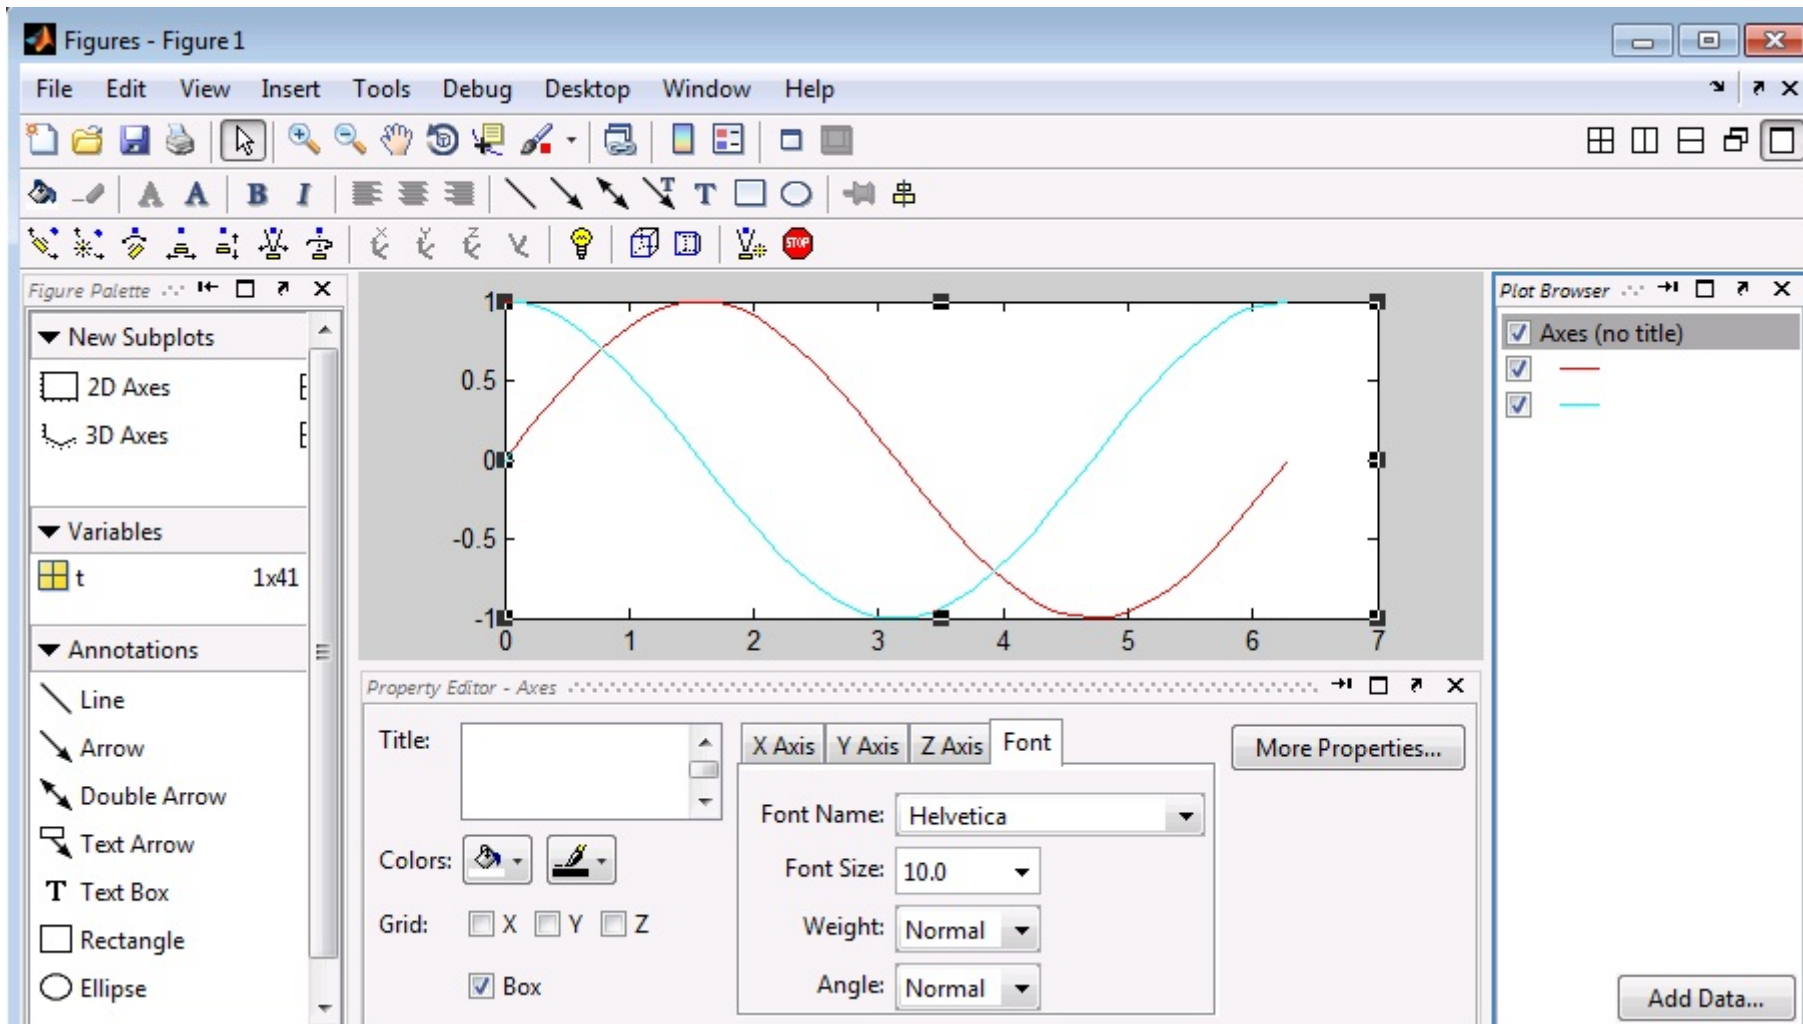 Figures - Figure 1
File Edit View Insert Tools Debug Desktop Window Help
A A B I T T
X Y Z
STOP
Figure Palette
New Subplots
2D Axes
3D Axes
Variables
t 1x41
Annotations
Line
Arrow
Double Arrow
Text Arrow
T Text Box
Rectangle
Ellipse
1
0.5
0
-0.5
-1
0 1 2 3 4 5 6 7
Property Editor - Axes
Title:
Colors:
Grid: X Y Z
Box
X Axis Y Axis Z Axis Font
Font Name: Helvetica
Font Size: 10.0
Weight: Normal
Angle: Normal
More Properties...
Plot Browser
Axes (no title)
Add Data...